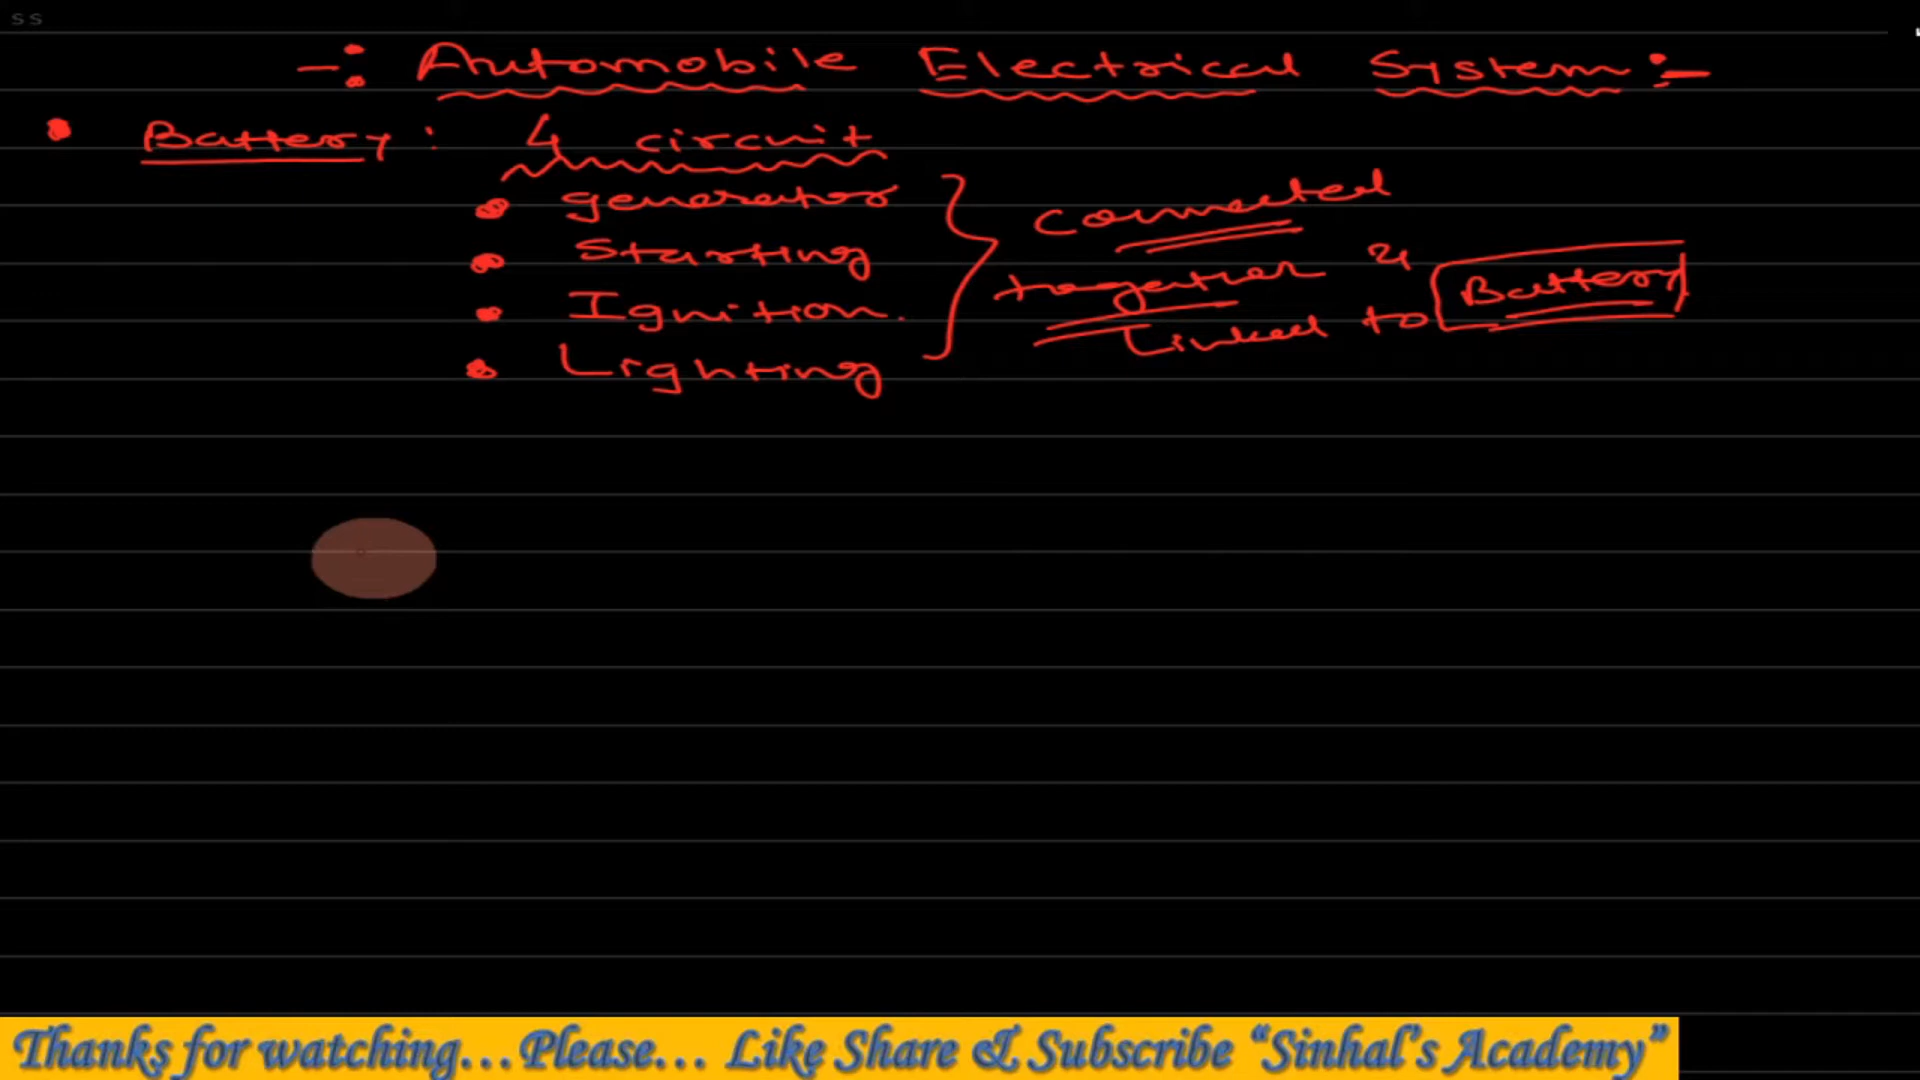 S S
-: Automobile Electrical System :-
• Battery : 4 circuit
• generator
• Starting
• Ignition.
• Lighting
Connected
together &
Linked to Battery
Thanks for watching...Please... Like Share & Subscribe “Sinhal's Academy”